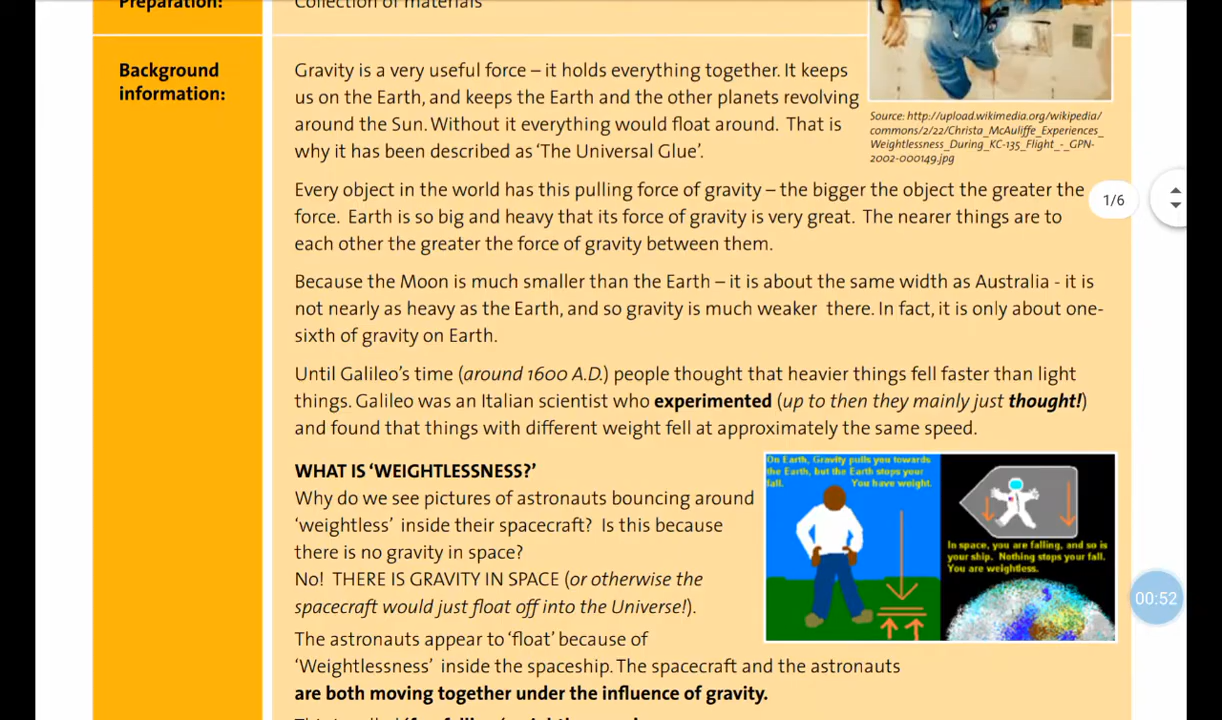 Preparation:
Collection of materials
Background
information:
Gravity is a very useful force – it holds everything together. It keeps
us on the Earth, and keeps the Earth and the other planets revolving
around the Sun. Without it everything would float around. That is
why it has been described as ‘The Universal Glue’.
Source: http://upload.wikimedia.org/wikipedia/
commons/2/22/Christa_McAuliffe_Experiences_
Weightlessness_During_KC-135_Flight_-_GPN-
2002-000149.jpg
Every object in the world has this pulling force of gravity – the bigger the object the greater the
force. Earth is so big and heavy that its force of gravity is very great. The nearer things are to
each other the greater the force of gravity between them.
1/6
Because the Moon is much smaller than the Earth – it is about the same width as Australia - it is
not nearly as heavy as the Earth, and so gravity is much weaker there. In fact, it is only about one-
sixth of gravity on Earth.
Until Galileo’s time (around 1600 A.D.) people thought that heavier things fell faster than light
things. Galileo was an Italian scientist who experimented (up to then they mainly just thought!)
and found that things with different weight fell at approximately the same speed.
WHAT IS ‘WEIGHTLESSNESS?’
Why do we see pictures of astronauts bouncing around
‘weightless’ inside their spacecraft? Is this because
there is no gravity in space?
No! THERE IS GRAVITY IN SPACE (or otherwise the
spacecraft would just float off into the Universe!).
The astronauts appear to ‘float’ because of
‘Weightlessness’ inside the spaceship. The spacecraft and the astronauts
are both moving together under the influence of gravity.
On Earth, Gravity pulls you towards
the Earth, but the Earth stops your
fall. You have weight.
In space, you are falling, and so is
your ship. Nothing stops your fall.
You are weightless.
00:52